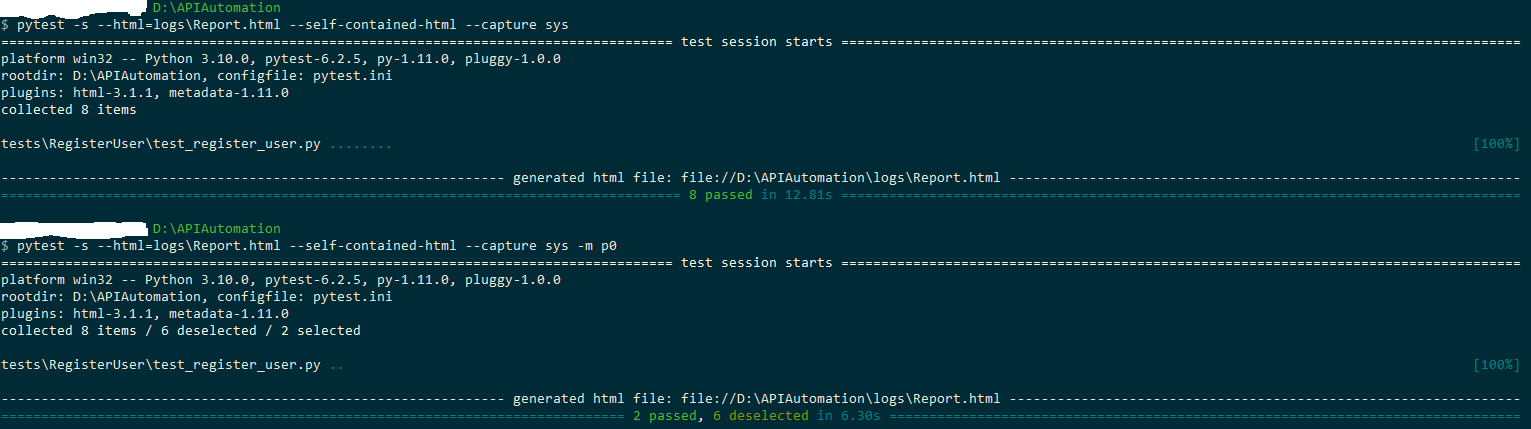 D:\APIAutomation
$ pytest -s --html=logs\Report.html --self-contained-html --capture sys
==================================================================================== test session starts =====================================================================================
platform win32 -- Python 3.10.0, pytest-6.2.5, py-1.11.0, pluggy-1.0.0
rootdir: D:\APIAutomation, configfile: pytest.ini
plugins: html-3.1.1, metadata-1.11.0
collected 8 items
tests\RegisterUser\test_register_user.py ........ [100%]
--------------------------------------------------------------- generated html file: file://D:\APIAutomation\logs\Report.html ----------------------------------------------------------------
===================================================================================== 8 passed in 12.81s =====================================================================================
D:\APIAutomation
$ pytest -s --html=logs\Report.html --self-contained-html --capture sys -m p0
==================================================================================== test session starts =====================================================================================
platform win32 -- Python 3.10.0, pytest-6.2.5, py-1.11.0, pluggy-1.0.0
rootdir: D:\APIAutomation, configfile: pytest.ini
plugins: html-3.1.1, metadata-1.11.0
collected 8 items / 6 deselected / 2 selected
tests\RegisterUser\test_register_user.py .. [100%]
--------------------------------------------------------------- generated html file: file://D:\APIAutomation\logs\Report.html ----------------------------------------------------------------
============================================================================== 2 passed, 6 deselected in 6.30s ===============================================================================